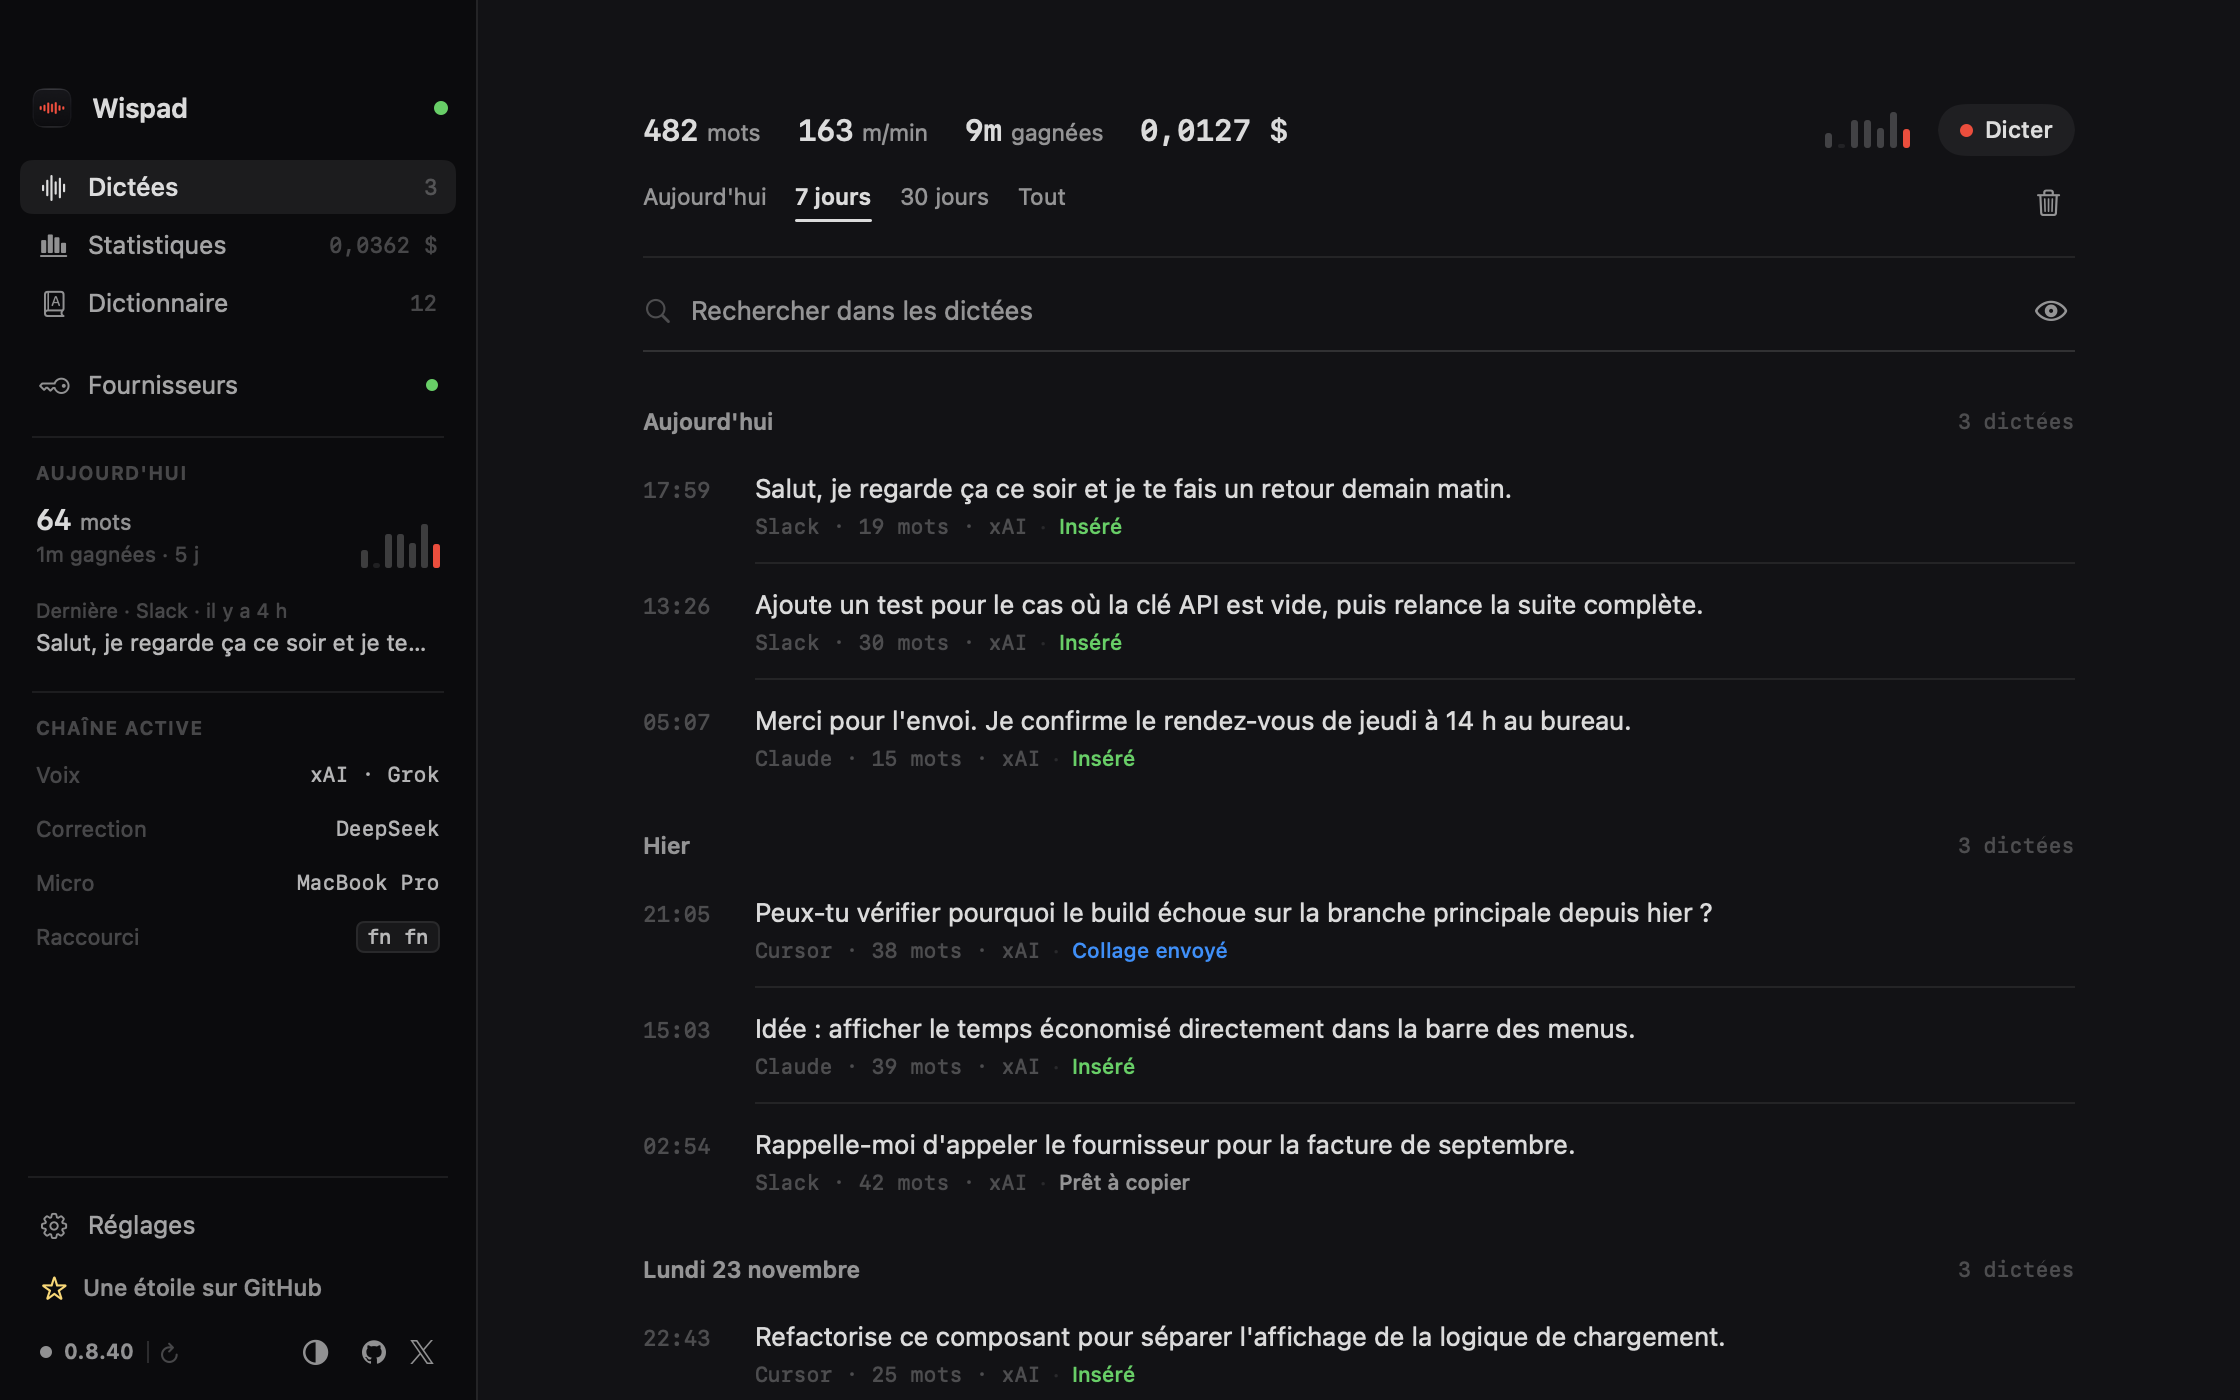 Wispad
Dictées 3
Statistiques 0,0362 $
Dictionnaire 12
Fournisseurs
AUJOURD'HUI
64 mots
1m gagnées · 5 j
Dernière · Slack · il y a 4 h
Salut, je regarde ça ce soir et je te...
CHAÎNE ACTIVE
Voix xAI · Grok
Correction DeepSeek
Micro MacBook Pro
Raccourci fn fn
Réglages
Une étoile sur GitHub
0.8.40
482 mots 163 m/min 9m gagnées 0,0127 $
Dicter
Aujourd'hui 7 jours 30 jours Tout
Rechercher dans les dictées
Aujourd'hui 3 dictées
17:59 Salut, je regarde ça ce soir et je te fais un retour demain matin.
Slack · 19 mots · xAI · Inséré
13:26 Ajoute un test pour le cas où la clé API est vide, puis relance la suite complète.
Slack · 30 mots · xAI · Inséré
05:07 Merci pour l'envoi. Je confirme le rendez-vous de jeudi à 14 h au bureau.
Claude · 15 mots · xAI · Inséré
Hier 3 dictées
21:05 Peux-tu vérifier pourquoi le build échoue sur la branche principale depuis hier ?
Cursor · 38 mots · xAI · Collage envoyé
15:03 Idée : afficher le temps économisé directement dans la barre des menus.
Claude · 39 mots · xAI · Inséré
02:54 Rappelle-moi d'appeler le fournisseur pour la facture de septembre.
Slack · 42 mots · xAI · Prêt à copier
Lundi 23 novembre 3 dictées
22:43 Refactorise ce composant pour séparer l'affichage de la logique de chargement.
Cursor · 25 mots · xAI · Inséré